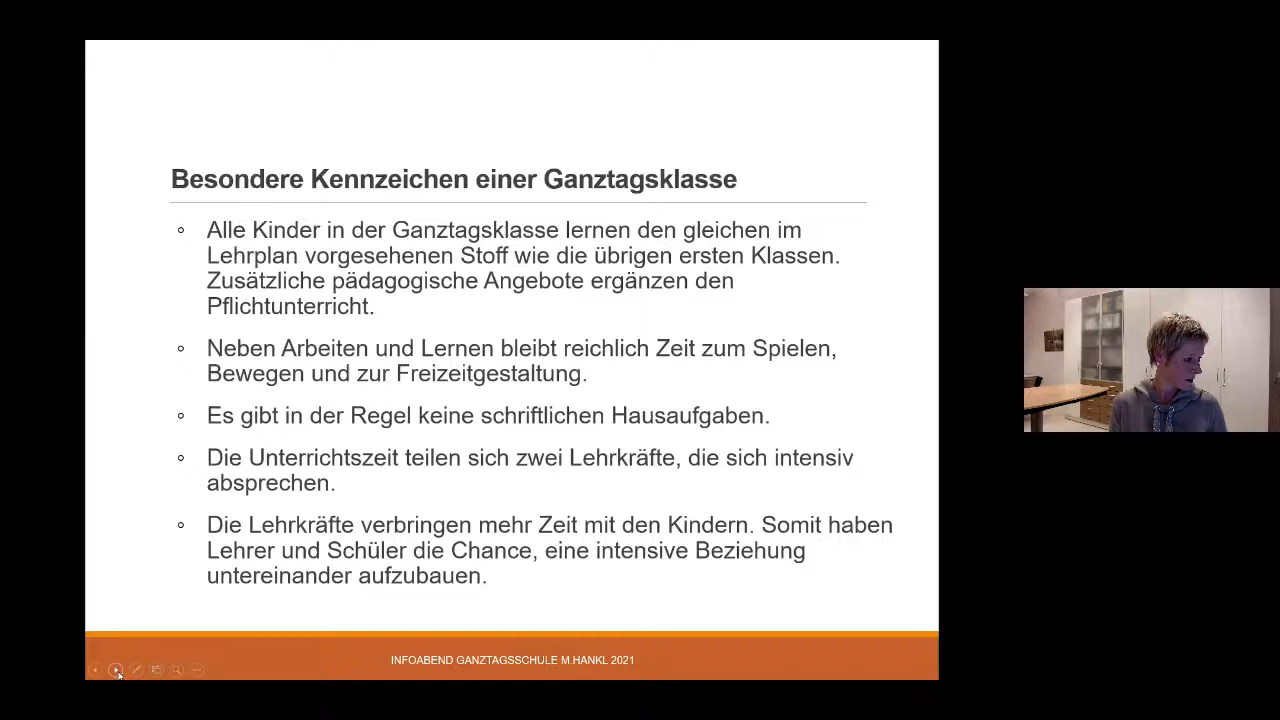 Besondere Kennzeichen einer Ganztagsklasse
Alle Kinder in der Ganztagsklasse lernen den gleichen im
Lehrplan vorgesehenen Stoff wie die übrigen ersten Klassen.
Zusätzliche pädagogische Angebote ergänzen den
Pflichtunterricht.
Neben Arbeiten und Lernen bleibt reichlich Zeit zum Spielen,
Bewegen und zur Freizeitgestaltung.
Es gibt in der Regel keine schriftlichen Hausaufgaben.
Die Unterrichtszeit teilen sich zwei Lehrkräfte, die sich intensiv
absprechen.
Die Lehrkräfte verbringen mehr Zeit mit den Kindern. Somit haben
Lehrer und Schüler die Chance, eine intensive Beziehung
untereinander aufzubauen.
INFOABEND GANZTAGSSCHULE M.HANKL 2021